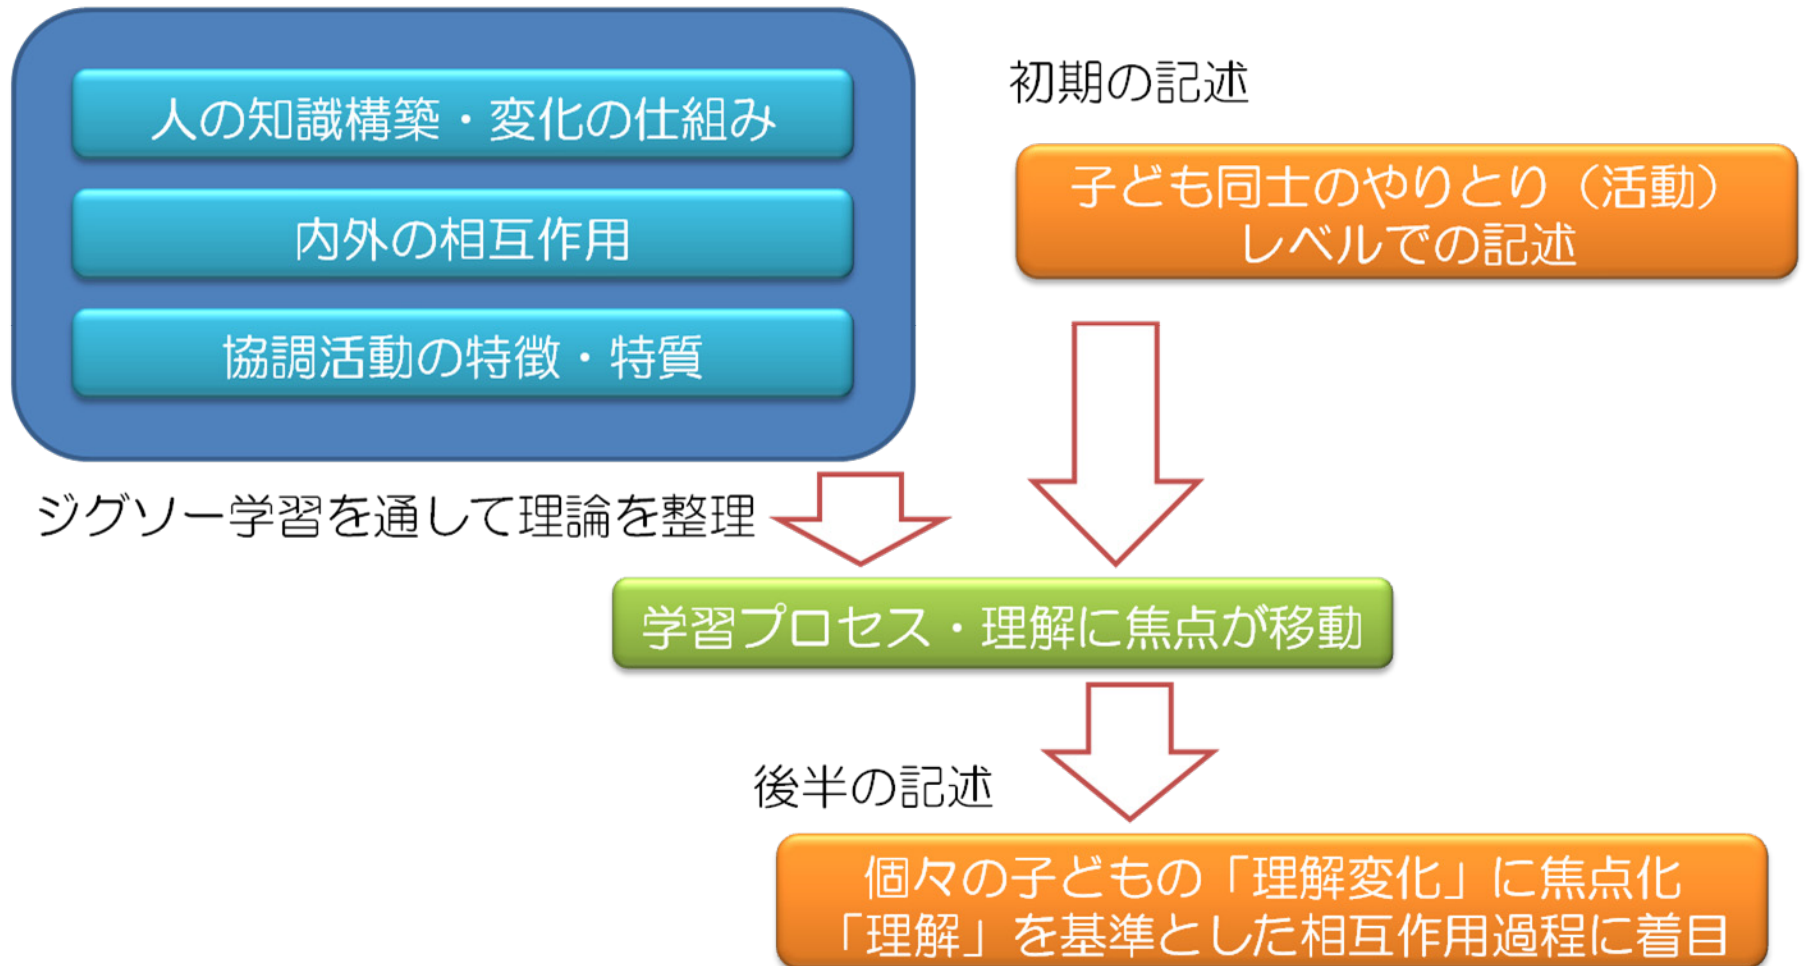 人の知識構築・変化の仕組み
内外の相互作用
協調活動の特徴・特質
ジグソー学習を通して理論を整理
初期の記述
子ども同士のやりとり（活動）
レベルでの記述
学習プロセス・理解に焦点が移動
後半の記述
個々の子どもの「理解変化」に焦点化
「理解」を基準とした相互作用過程に着目